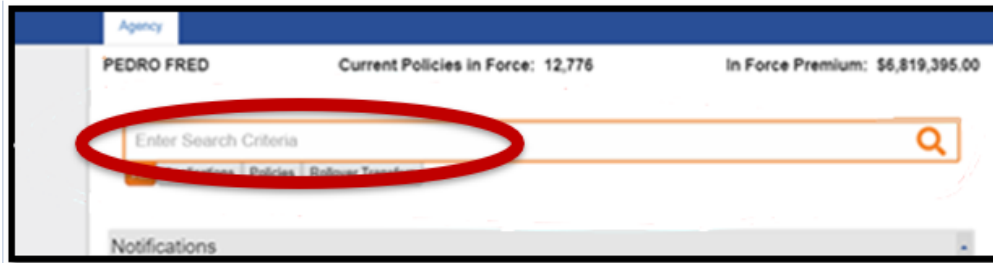 Agency
PEDRO FRED Current Policies in Force: 12,776 In Force Premium: $6,819,395.00
Enter Search Criteria
Policies Rollover
Notifications